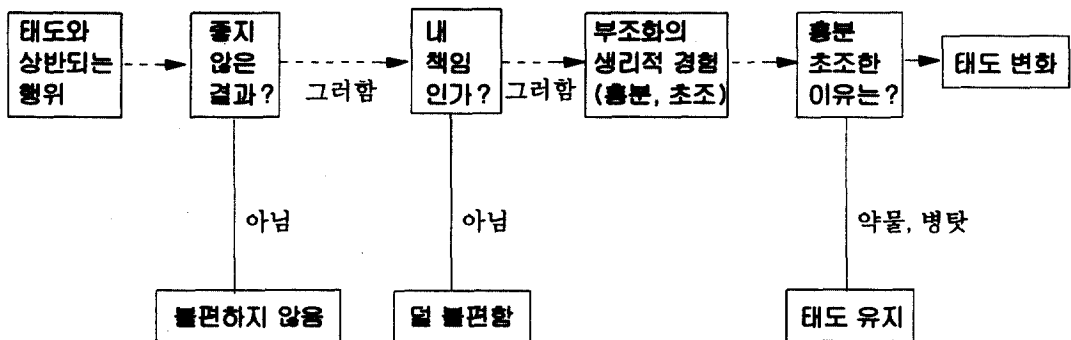 태도와
상반되는
행위
좋지
않은
결과?
그러함
내
책임
인가?
그러함
부조화의
생리적 경험
(흥분, 초조)
흥분
초조한
이유는?
태도 변화
아님
아님
약물, 병탓
불편하지 않음
덜 불편함
태도 유지